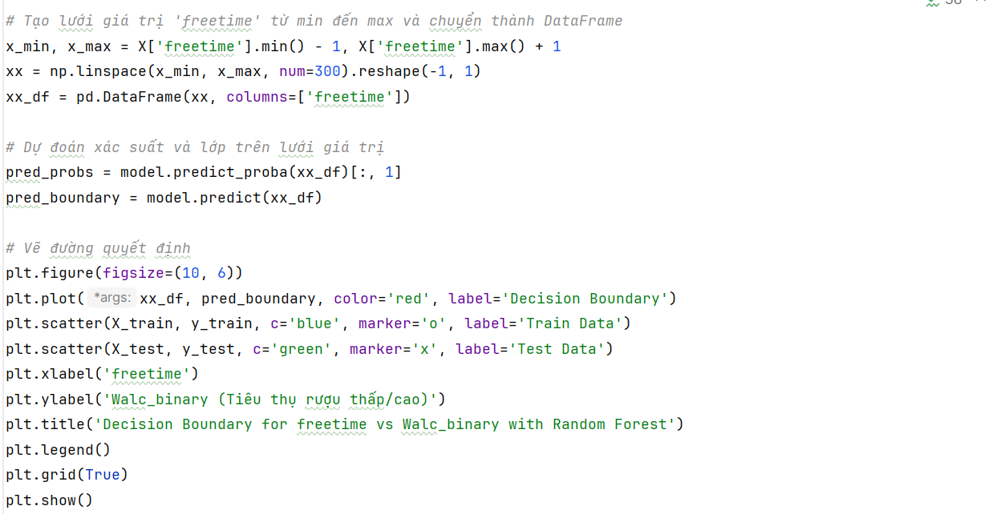 # Tạo lưới giá trị 'freetime' từ min đến max và chuyển thành DataFrame
x_min, x_max = X['freetime'].min() - 1, X['freetime'].max() + 1
xx = np.linspace(x_min, x_max, num=300).reshape(-1, 1)
xx_df = pd.DataFrame(xx, columns=['freetime'])
# Dự đoán xác suất và lớp trên lưới giá trị
pred_probs = model.predict_proba(xx_df)[:, 1]
pred_boundary = model.predict(xx_df)
# Vẽ đường quyết định
plt.figure(figsize=(10, 6))
plt.plot( *args: xx_df, pred_boundary, color='red', label='Decision Boundary')
plt.scatter(X_train, y_train, c='blue', marker='o', label='Train Data')
plt.scatter(X_test, y_test, c='green', marker='x', label='Test Data')
plt.xlabel('freetime')
plt.ylabel('Walc_binary (Tiêu thụ rượu thấp/cao)')
plt.title('Decision Boundary for freetime vs Walc_binary with Random Forest')
plt.legend()
plt.grid(True)
plt.show()